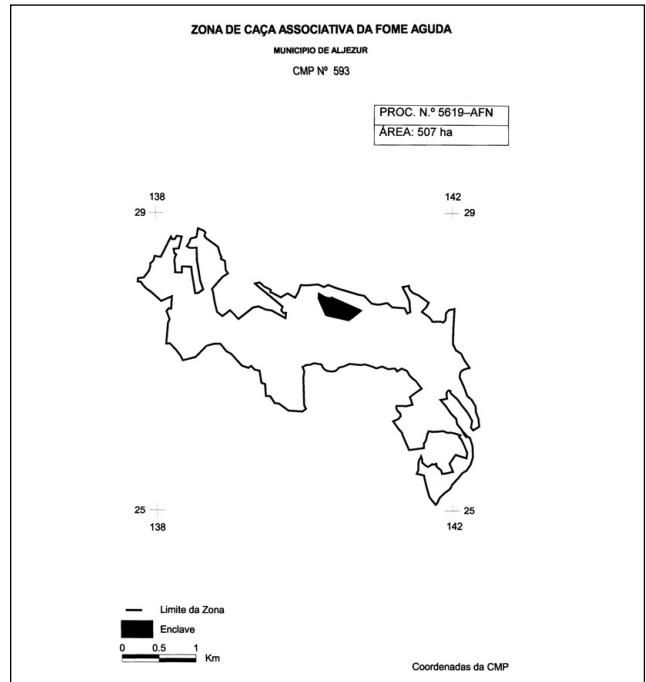 ZONA DE CAÇA ASSOCIATIVA DA FOME AGUDA
MUNICIPIO DE ALJEZUR
CMP Nº 593
PROC. N.º 5619–AFN
ÁREA: 507 ha
138 142
29 29
25 25
138 142
Limite da Zona
Enclave
0 0.5 1
Km
Coordenadas da CMP